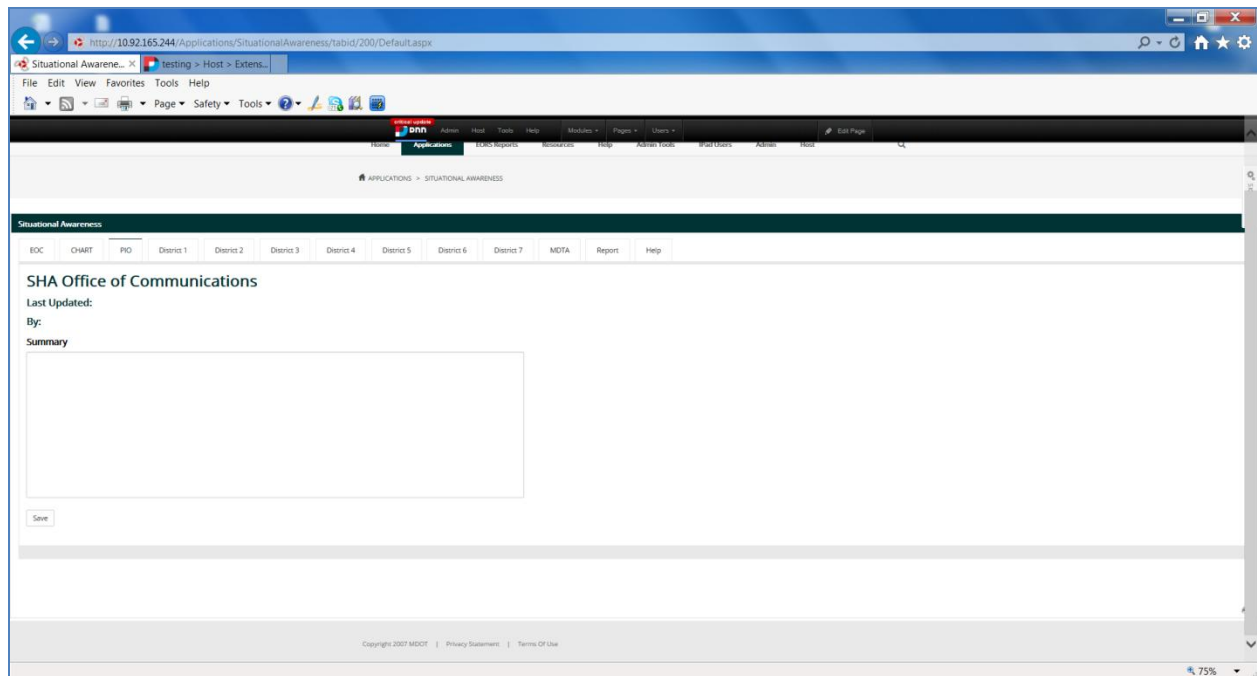 http://10.92.165.244/Applications/SituationalAwareness/tabid/200/Default.aspx
Situational Awarene... testing > Host > Extens...
File Edit View Favorites Tools Help
Page Safety Tools
critical update
DNN Admin Host Tools Help Modules Pages Users Edit Page
Home Applications EORS Reports Resources Help Admin Tools IPad Users Admin Host
APPLICATIONS > SITUATIONAL AWARENESS
Situational Awareness
EOC CHART PIO District 1 District 2 District 3 District 4 District 5 District 6 District 7 MDTA Report Help
SHA Office of Communications
Last Updated:
By:
Summary
Save
Copyright 2007 MDOT | Privacy Statement | Terms Of Use
75%